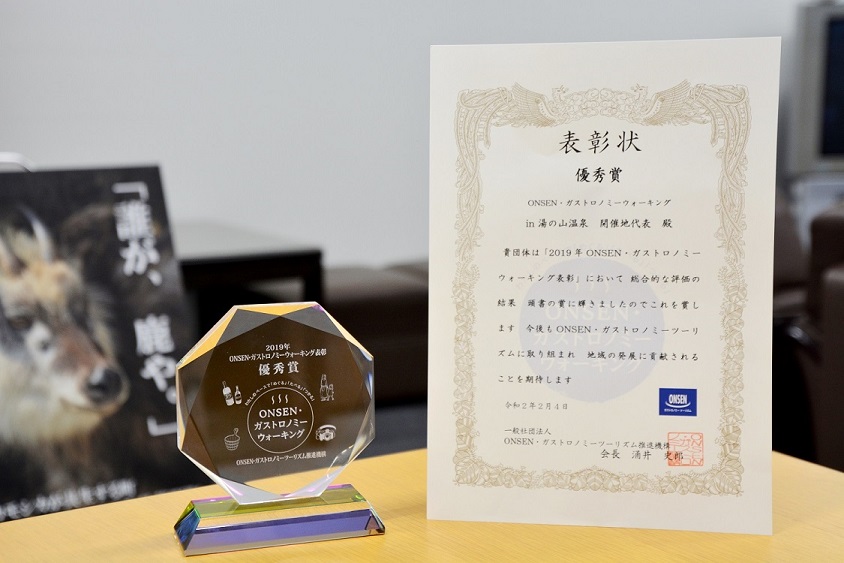 「誰が、
鹿や。」
2019年
ONSEN・ガストロノミーウォーキング表彰
優秀賞
ONSEN・
ガストロノミー
ウォーキング
ONSEN・ガストロノミーツーリズム推進機構
表彰状
優秀賞
ONSEN・ガストロノミーウォーキング
in 湯の山温泉 開催地代表 殿
貴団体は「2019年 ONSEN・ガストロノミー
ウォーキング表彰」において 総合的な評価の
結果 頭書の賞に輝きましたのでこれを賞し
ます 今後もONSEN・ガストロノミーツーリ
ズムに取り組まれ 地域の発展に貢献される
ことを期待します
令和2年2月4日
一般社団法人
ONSEN・ガストロノミーツーリズム推進機構
会長 涌井 史郎
ONSEN